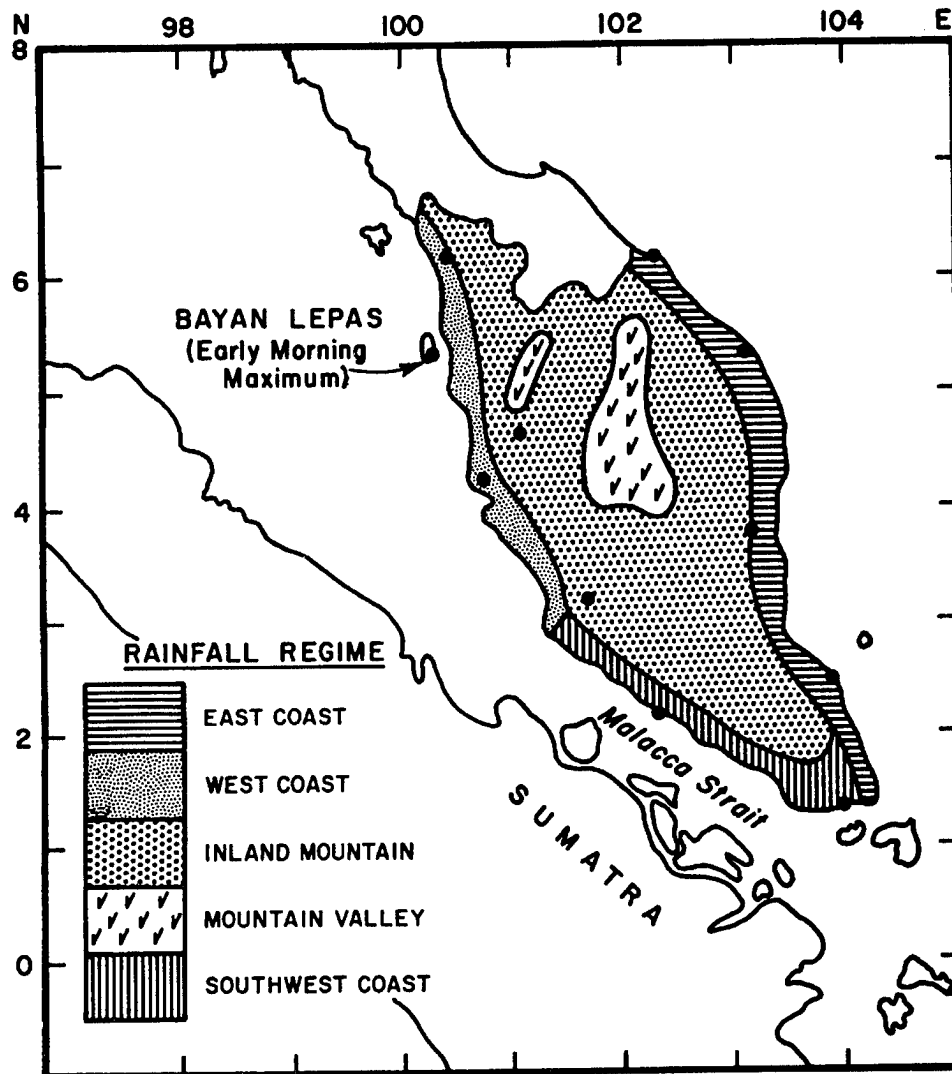 N 98 100 102 104 E
8
6
4
2
0
BAYAN LEPAS
(Early Morning
Maximum)
RAINFALL REGIME
EAST COAST
WEST COAST
INLAND MOUNTAIN
MOUNTAIN VALLEY
SOUTHWEST COAST
Malacca Strait
SUMATRA